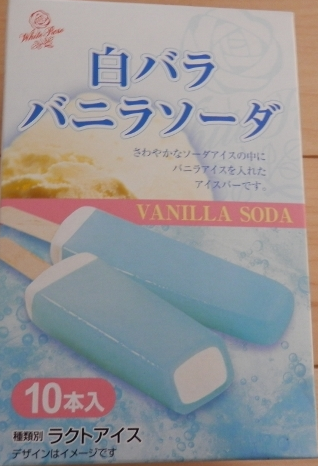 White Rose
白バラ
バニラソーダ
さわやかなソーダアイスの中に
バニラアイスを入れた
アイスバーです。
VANILLA SODA
10本入
種類別 ラクトアイス
デザインはイメージです